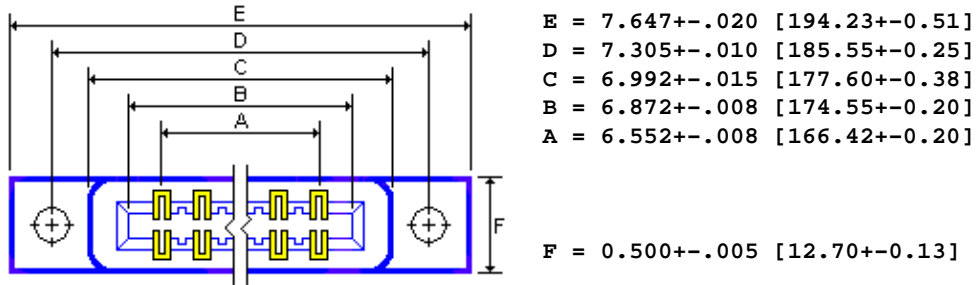 E
D
C
B
A
F
E = 7.647+-.020 [194.23+-0.51]
D = 7.305+-.010 [185.55+-0.25]
C = 6.992+-.015 [177.60+-0.38]
B = 6.872+-.008 [174.55+-0.20]
A = 6.552+-.008 [166.42+-0.20]
F = 0.500+-.005 [12.70+-0.13]